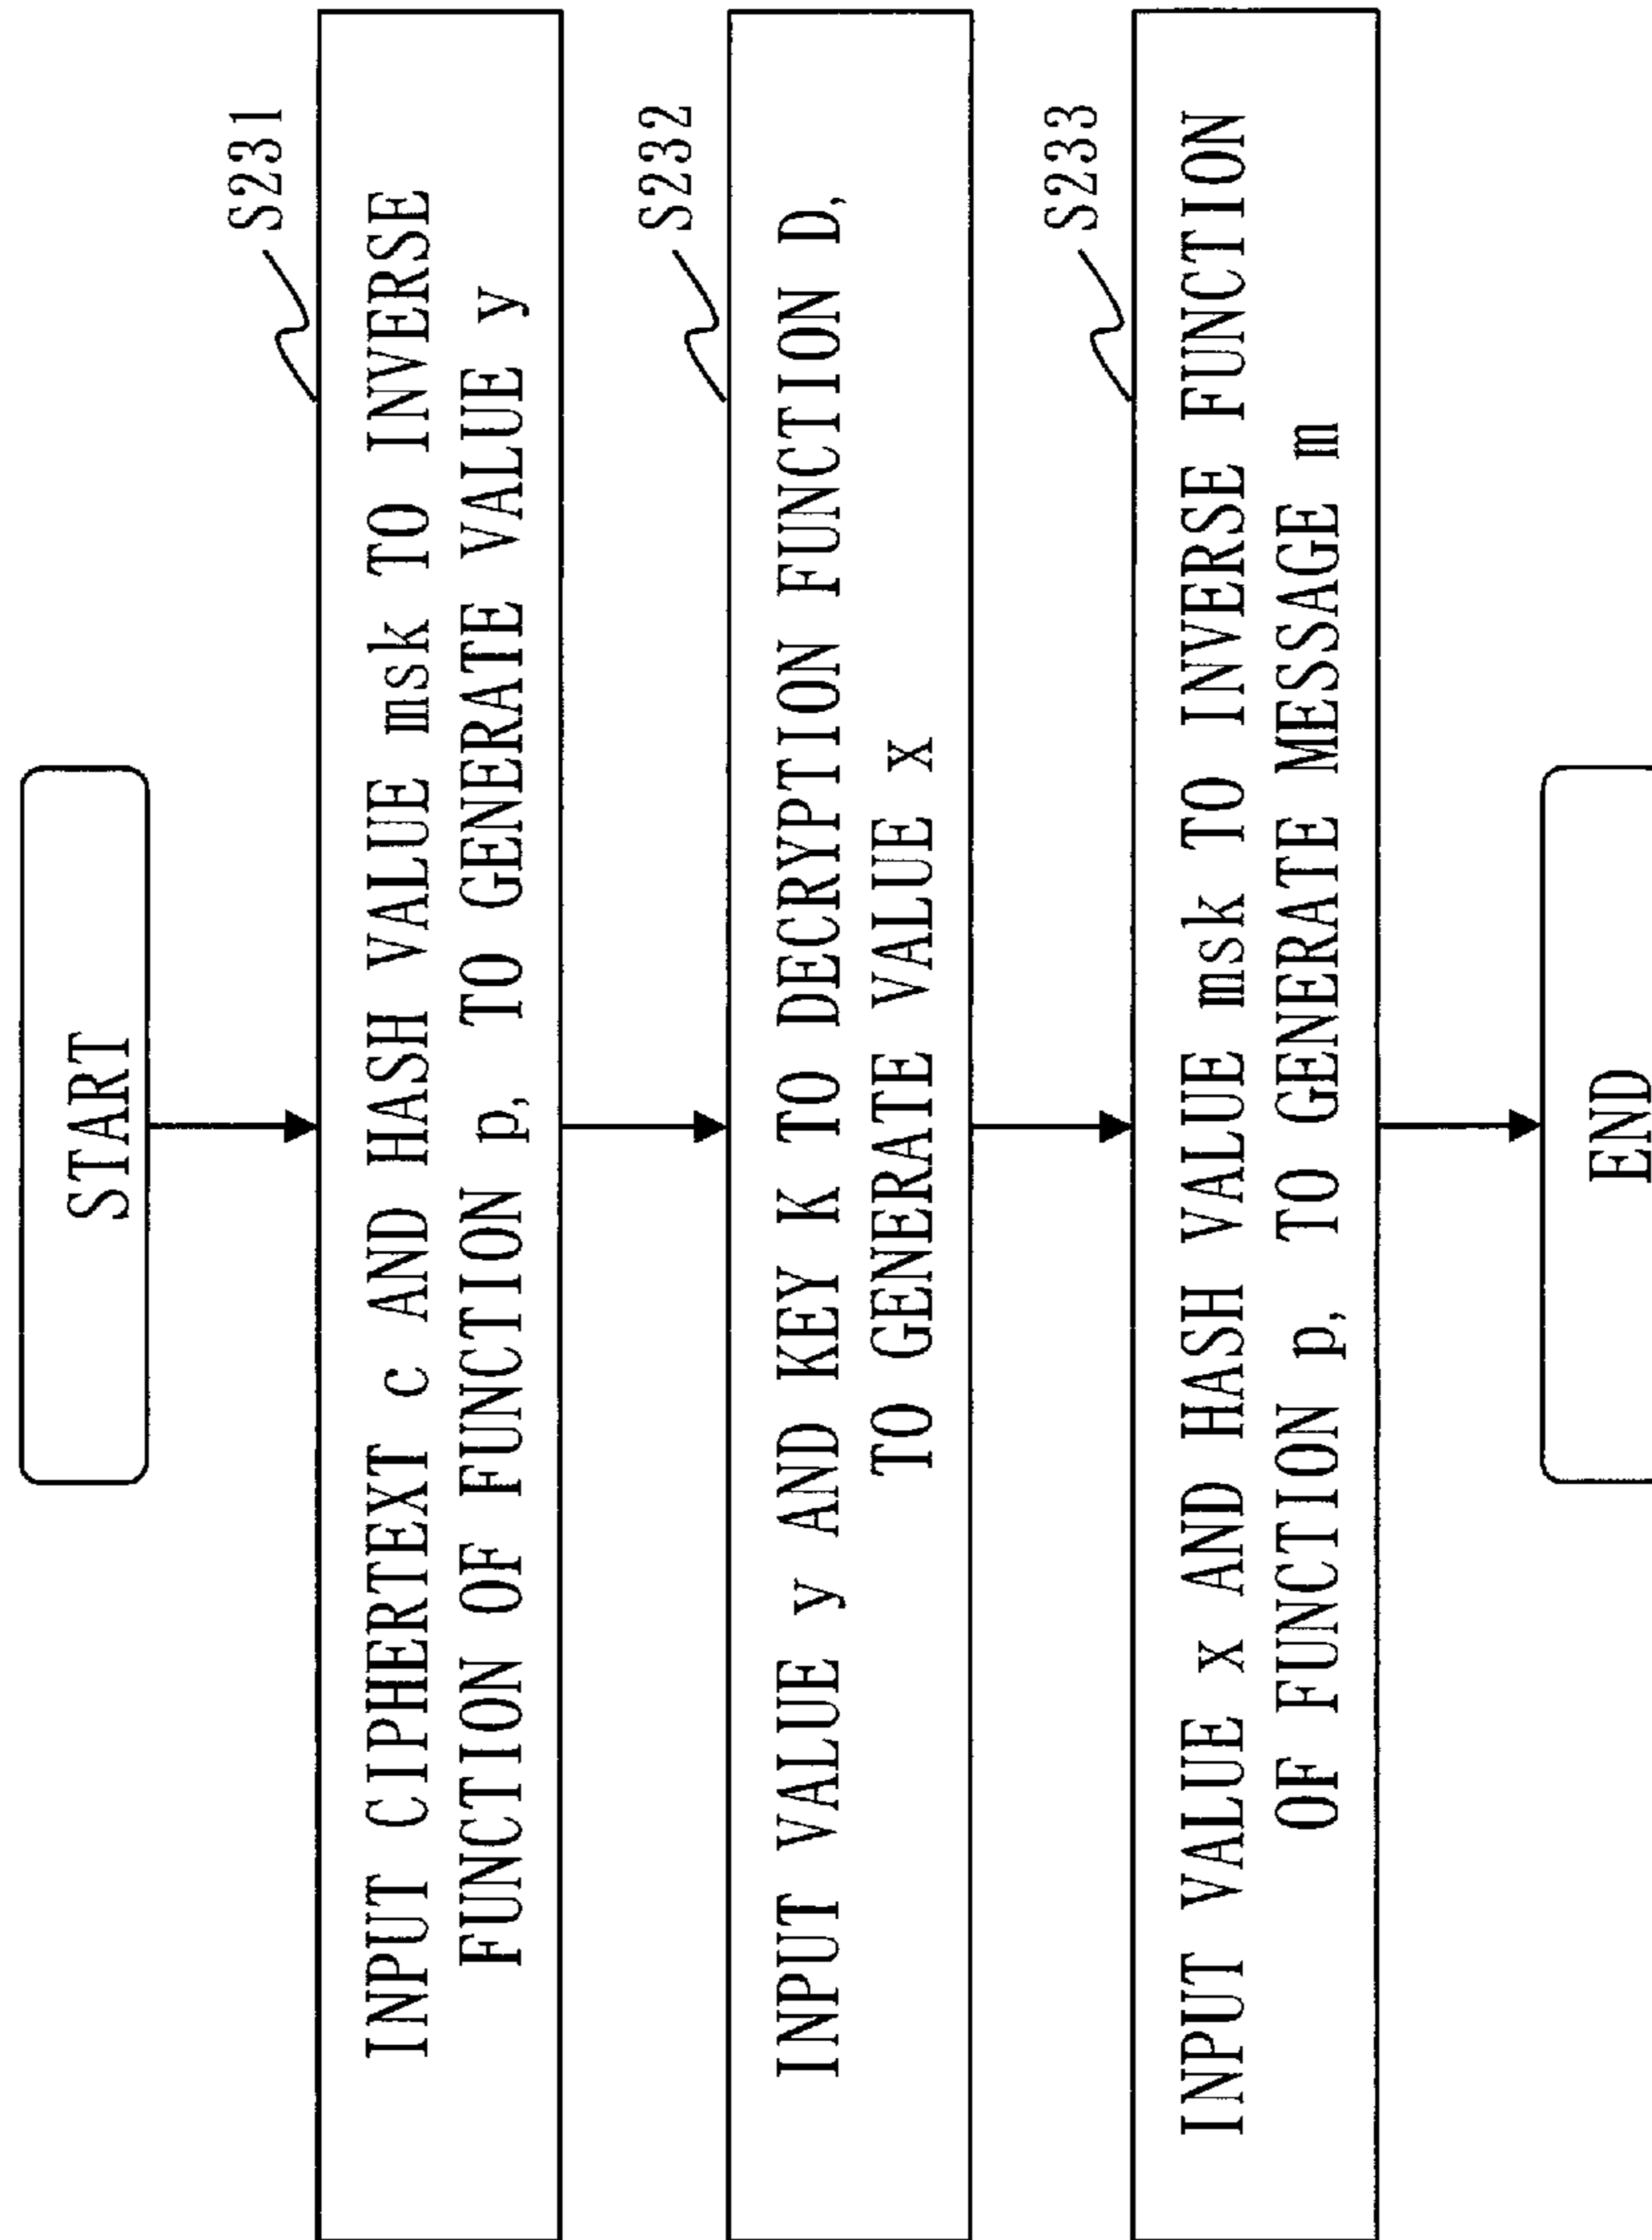 START
S231
INPUT CIPHERTEXT c AND HASH VALUE msk TO INVERSE
FUNCTION OF FUNCTION p, TO GENERATE VALUE y
S232
INPUT VALUE y AND KEY K TO DECRYPTION FUNCTION D,
TO GENERATE VALUE x
S233
INPUT VALUE x AND HASH VALUE msk TO INVERSE FUNCTION
OF FUNCTION p, TO GENERATE MESSAGE m
END